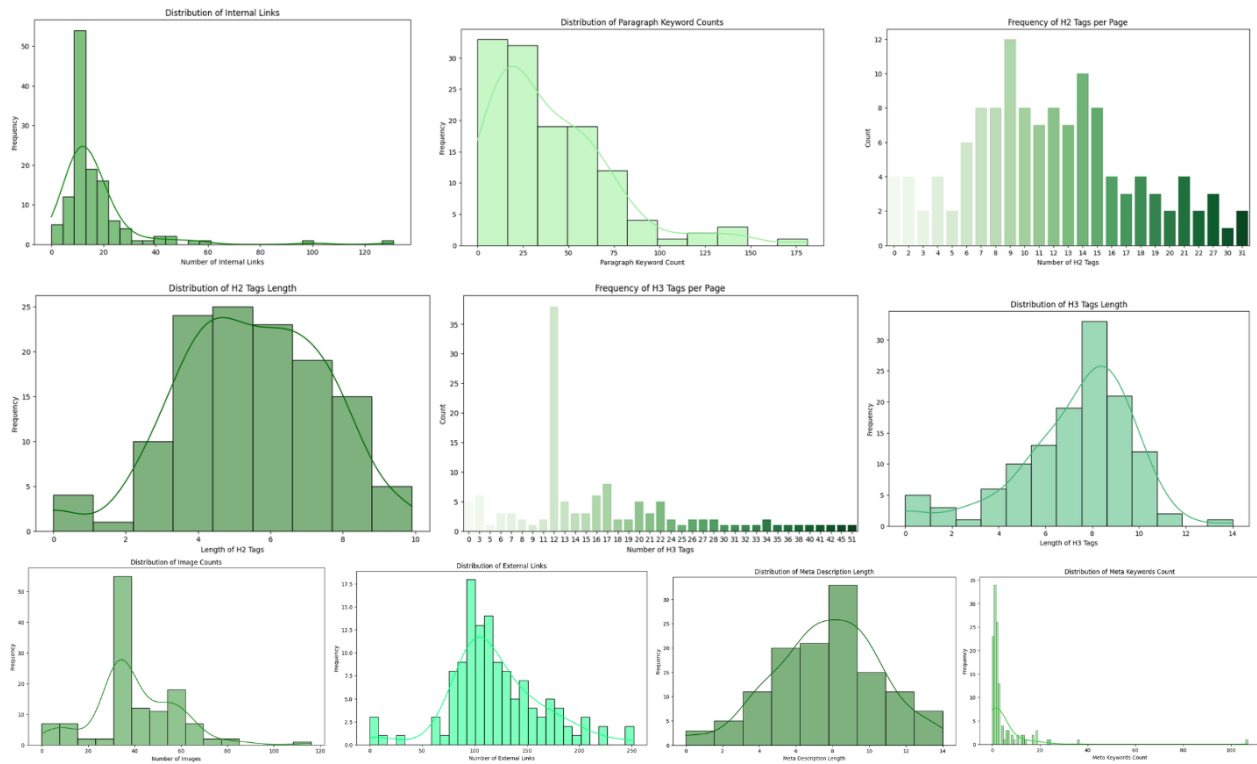 Distribution of Internal Links
Frequency
50
40
30
20
10
0
0 20 40 60 80 100 120
Number of Internal Links
Distribution of Paragraph Keyword Counts
Frequency
30
25
20
15
10
5
0
0 25 50 75 100 125 150 175
Paragraph Keyword Count
Frequency of H2 Tags per Page
Count
12
10
8
6
4
2
0
0 2 3 4 5 6 7 8 9 10 11 12 13 14 15 16 17 18 19 20 21 22 27 30 31
Number of H2 Tags
Distribution of H2 Tags Length
Frequency
25
20
15
10
5
0
0 2 4 6 8 10
Length of H2 Tags
Frequency of H3 Tags per Page
Count
35
30
25
20
15
10
5
0
0 3 5 6 7 9 11 12 13 14 15 16 17 18 19 20 21 22 24 25 26 27 28 30 31 32 33 34 35 36 38 40 41 42 45 51
Number of H3 Tags
Distribution of H3 Tags Length
Frequency
30
25
20
15
10
5
0
0 2 4 6 8 10 12 14
Length of H3 Tags
Distribution of Image Counts
Frequency
50
40
30
20
10
0
0 20 40 60 80 100 120
Number of Images
Distribution of External Links
Frequency
17.5
15.0
12.5
10.0
7.5
5.0
2.5
0.0
0 50 100 150 200 250
Number of External Links
Distribution of Meta Description Length
Frequency
30
25
20
15
10
5
0
0 2 4 6 8 10 12 14
Meta Description Length
Distribution of Meta Keywords Count
Frequency
35
30
25
20
15
10
5
0
0 20 40 60 80 100
Meta Keywords Count